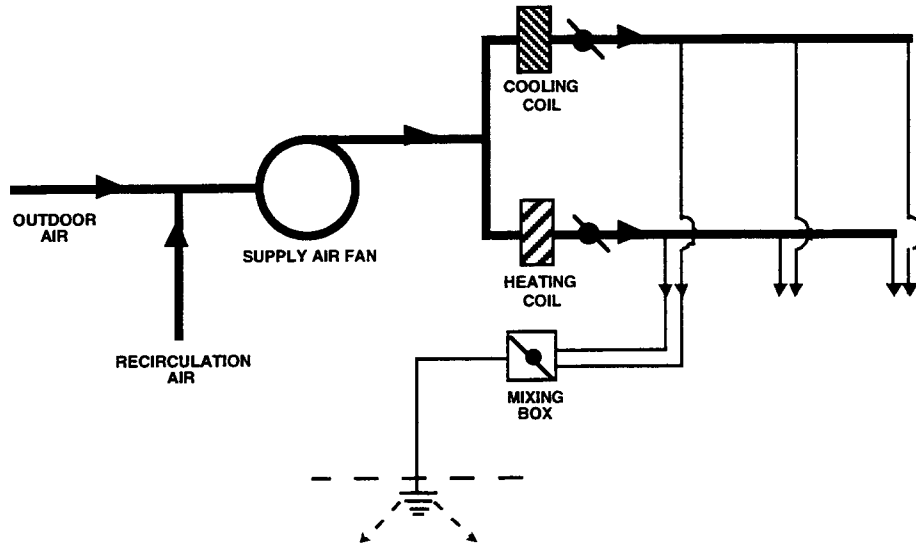 COOLING
COIL
OUTDOOR
AIR
SUPPLY AIR FAN
HEATING
COIL
RECIRCULATION
AIR
MIXING
BOX